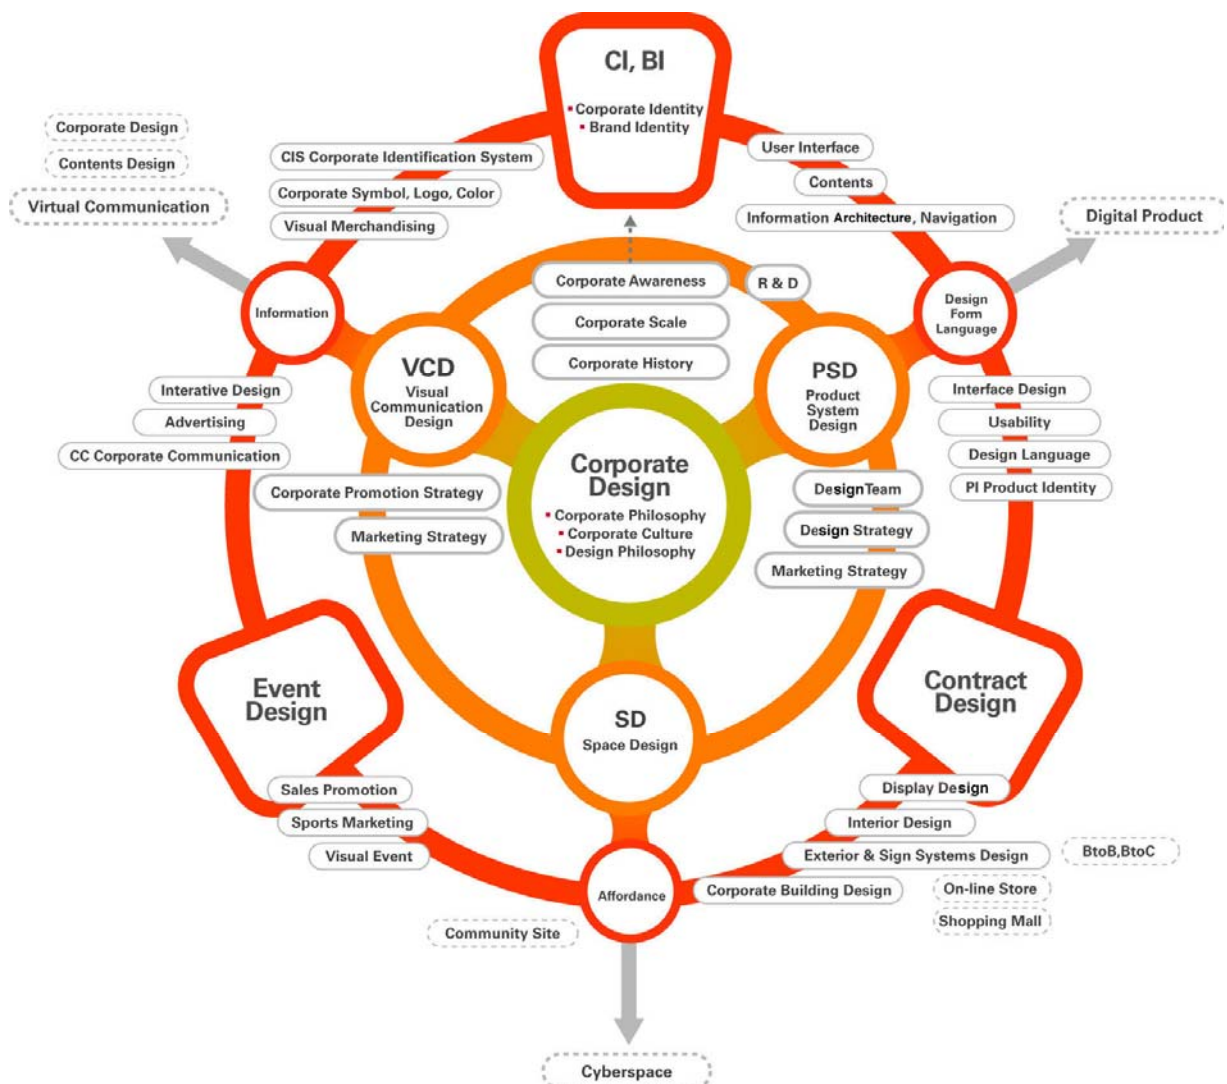 CI, BI
▪ Corporate Identity
▪ Brand Identity
Corporate Design
Contents Design
Virtual Communication
CIS Corporate Identification System
Corporate Symbol, Logo, Color
Visual Merchandising
User Interface
Contents
Information Architecture, Navigation
Digital Product
Information
Corporate Awareness
R & D
Corporate Scale
Corporate History
Design
Form
Language
VCD
Visual
Communication
Design
PSD
Product
System
Design
Interative Design
Advertising
CC Corporate Communication
Interface Design
Usability
Design Language
PI Product Identity
Corporate
Design
▪ Corporate Philosophy
▪ Corporate Culture
▪ Design Philosophy
Corporate Promotion Strategy
Marketing Strategy
DesignTeam
Design Strategy
Marketing Strategy
Event
Design
SD
Space Design
Contract
Design
Sales Promotion
Sports Marketing
Visual Event
Display Design
Interior Design
Exterior & Sign Systems Design
BtoB,BtoC
Affordance
Corporate Building Design
On-line Store
Shopping Mall
Community Site
Cyberspace